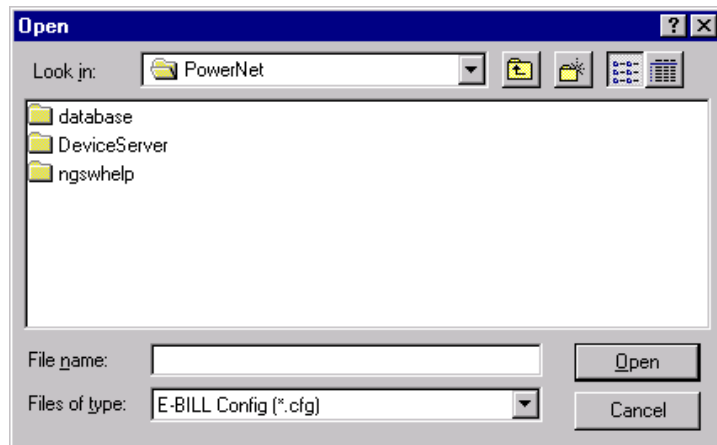 Open
Look in: PowerNet
database
DeviceServer
ngswhelp
File name: Open
Files of type: E-BILL Config (*.cfg) Cancel